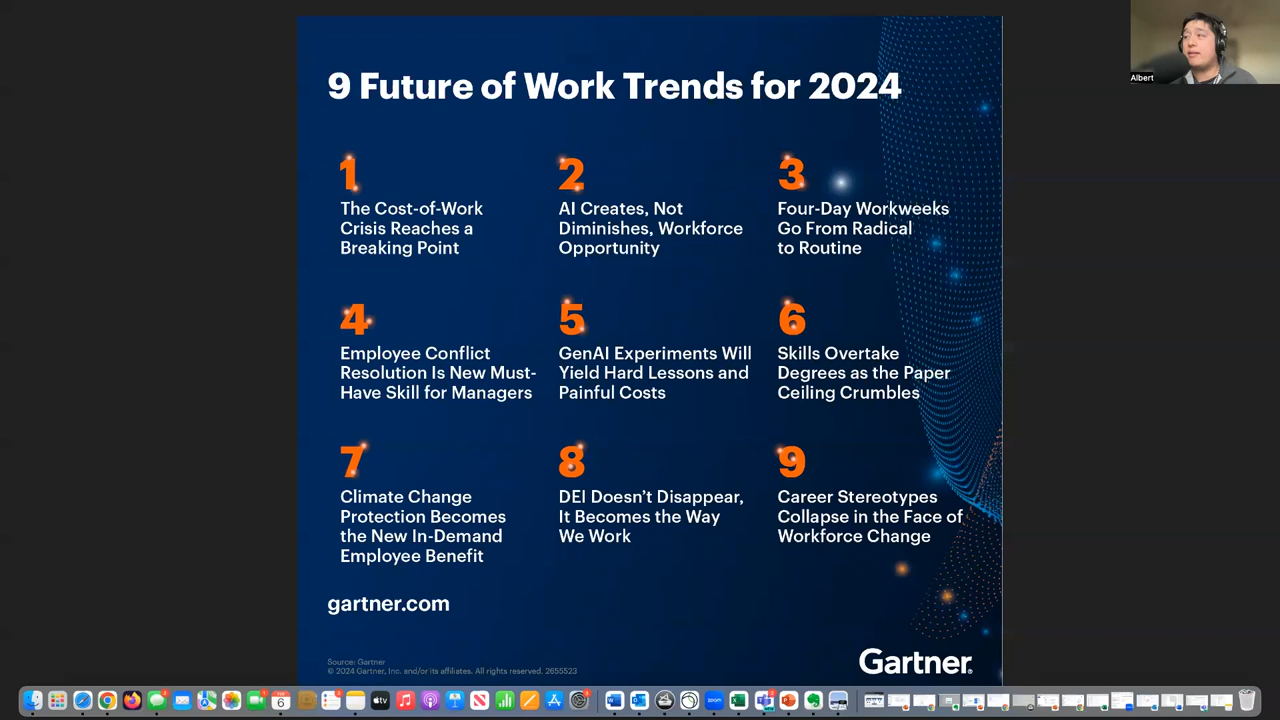 9 Future of Work Trends for 2024
1
The Cost-of-Work
Crisis Reaches a
Breaking Point
2
AI Creates, Not
Diminishes, Workforce
Opportunity
3
Four-Day Workweeks
Go From Radical
to Routine
4
Employee Conflict
Resolution Is New Must-
Have Skill for Managers
5
GenAI Experiments Will
Yield Hard Lessons and
Painful Costs
6
Skills Overtake
Degrees as the Paper
Ceiling Crumbles
7
Climate Change
Protection Becomes
the New In-Demand
Employee Benefit
8
DEI Doesn't Disappear,
It Becomes the Way
We Work
9
Career Stereotypes
Collapse in the Face of
Workforce Change
gartner.com
Source: Gartner
© 2024 Gartner, Inc. and/or its affiliates. All rights reserved. 2655523
Gartner
Albert
6
tv
zoom